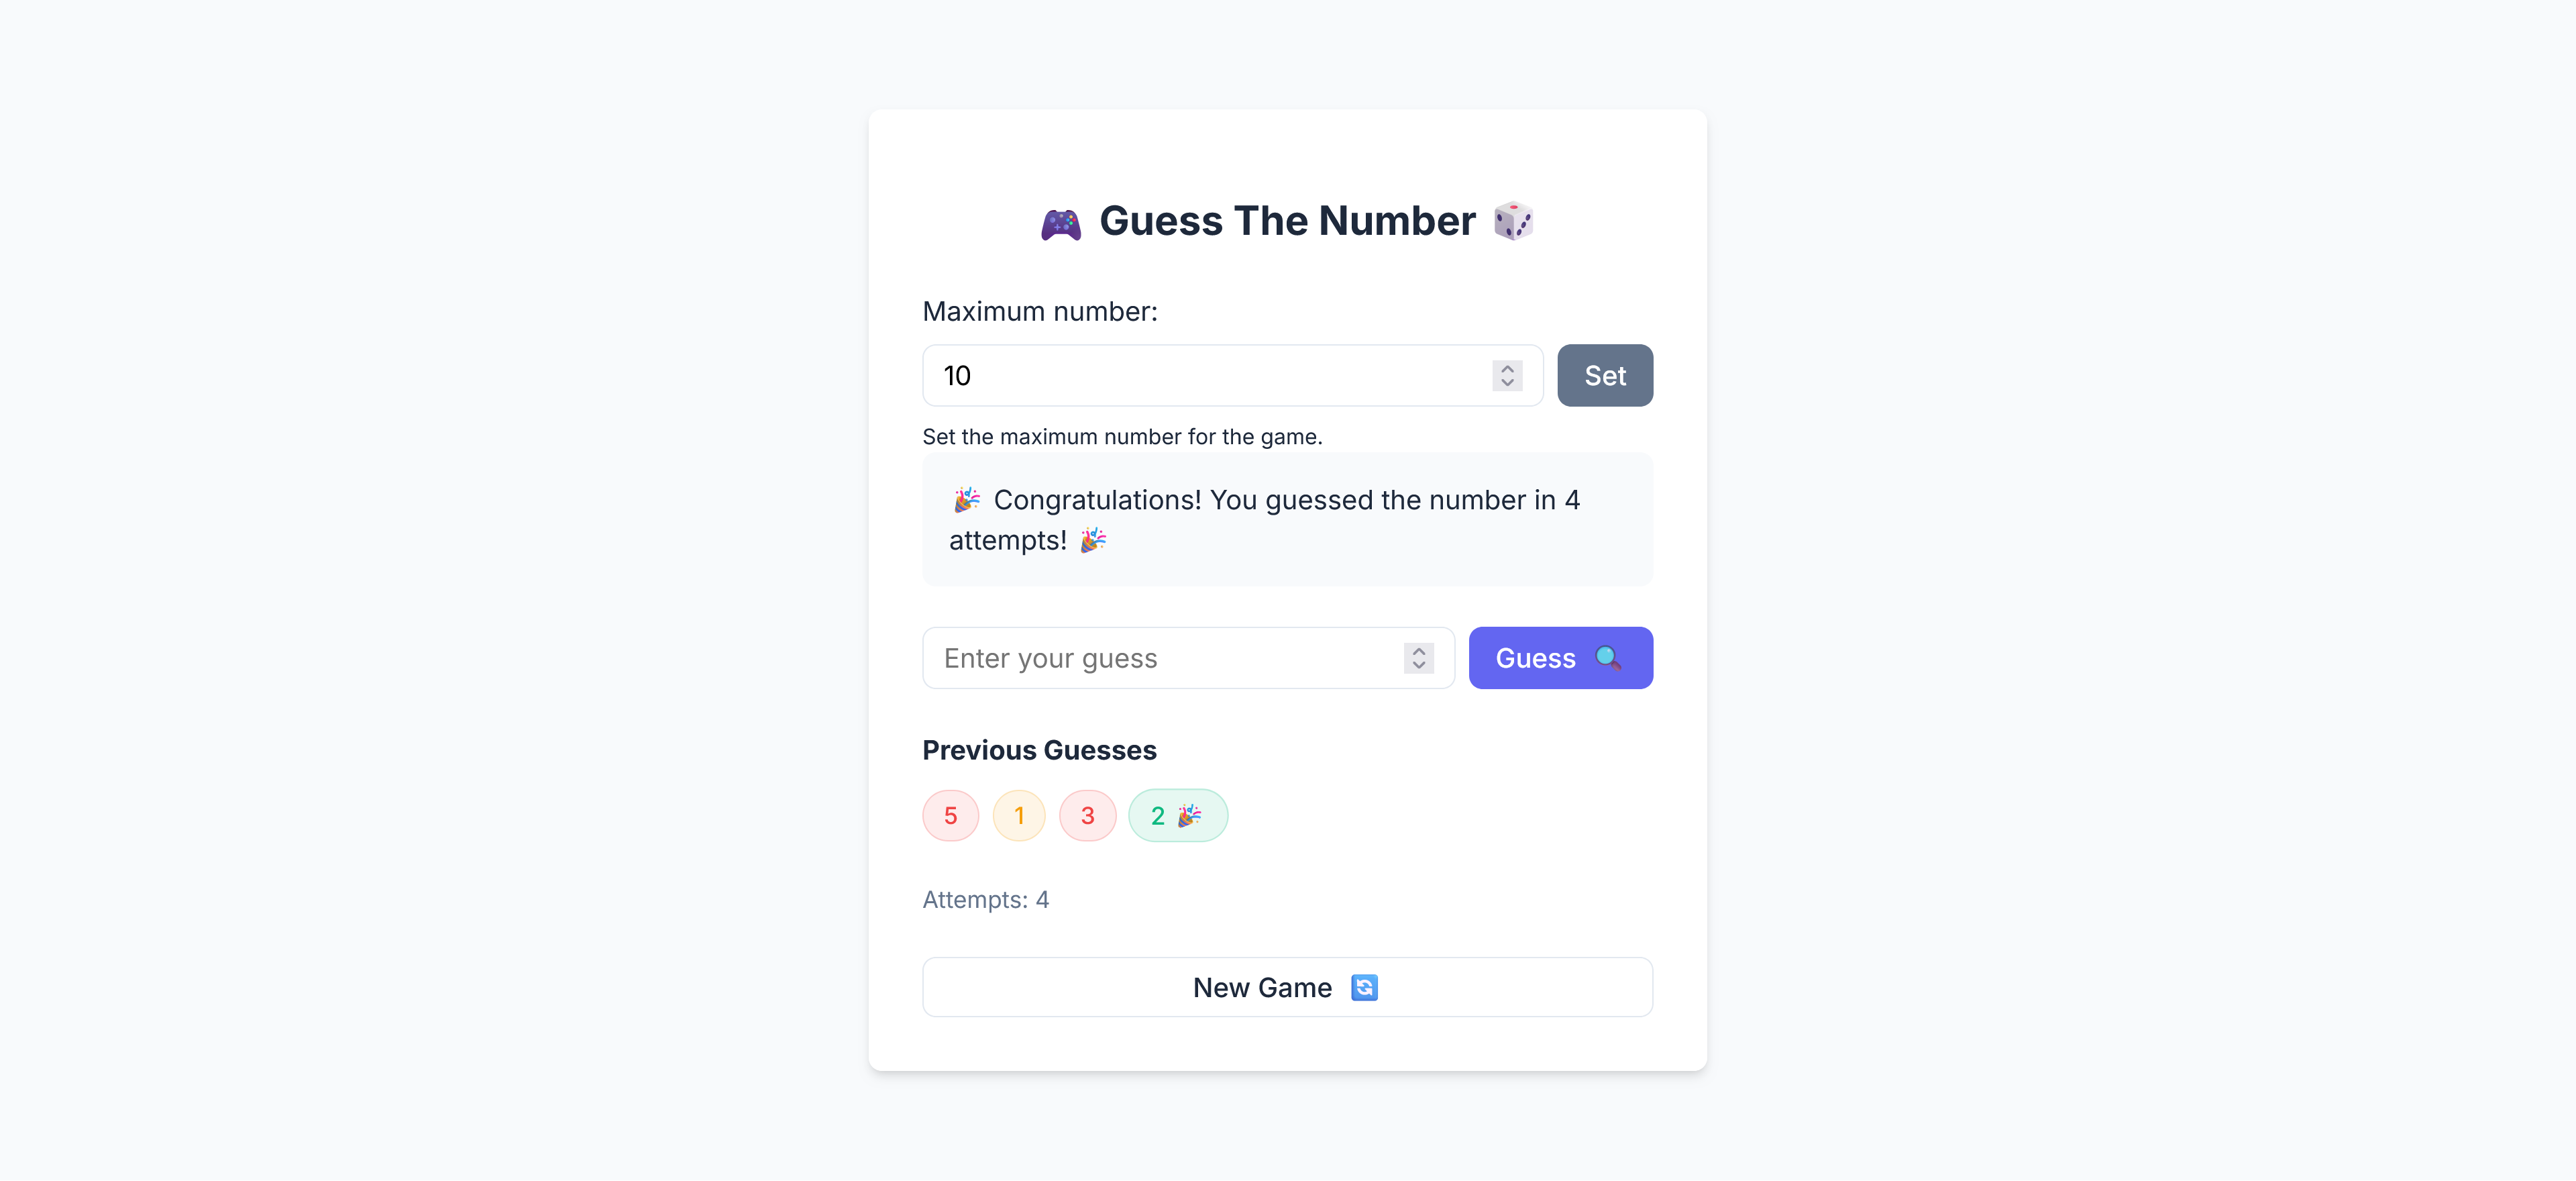 🎮 Guess The Number 🎲
Maximum number:
10
Set
Set the maximum number for the game.
🎉 Congratulations! You guessed the number in 4
attempts! 🎉
Enter your guess
Guess 🔍
Previous Guesses
5 1 3 2 🎉
Attempts: 4
New Game 🔄